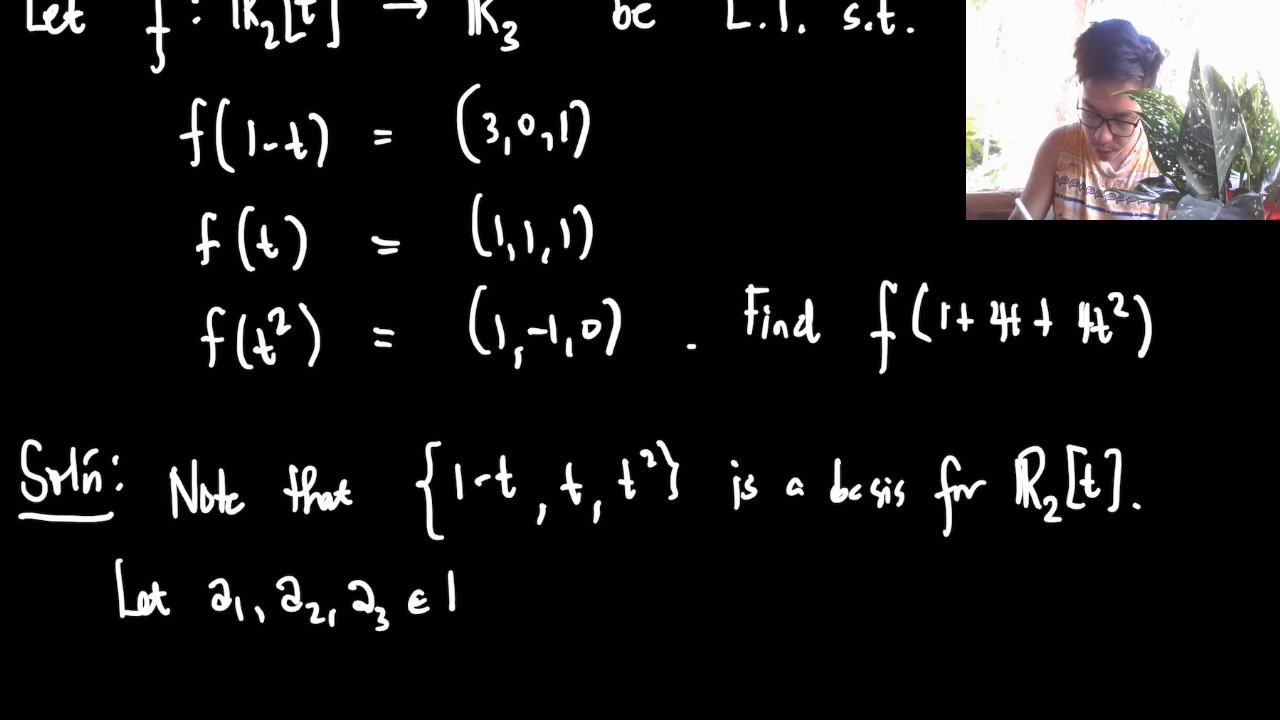 Let f : ℝ₂[t] → ℝ₃ be L.T. s.t.
f(1-t) = (3,0,1)
f(t) = (1,1,1)
f(t²) = (1,-1,0) . Find f(1+4t+4t²)
Sol'n: Note that {1-t, t, t²} is a basis for ℝ₂[t].
Let a₁, a₂, a₃ ∈ l